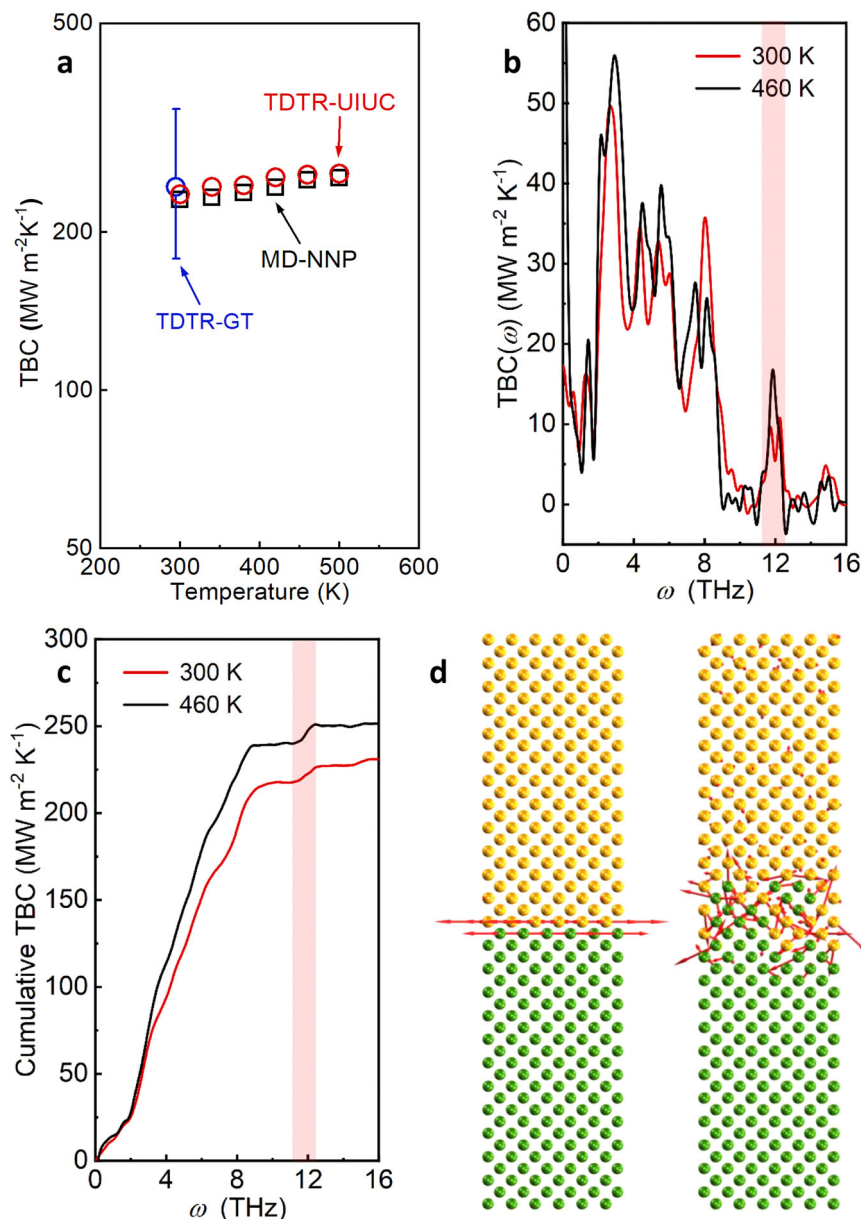 a
500
200
100
50
200
300
400
500
600
TBC (MW m⁻²K⁻¹)
Temperature (K)
TDTR-UIUC
MD-NNP
TDTR-GT
b
300 K
460 K
60
50
40
30
20
10
0
0
4
8
12
16
TBC(ω) (MW m⁻² K⁻¹)
ω (THz)
c
300 K
460 K
300
250
200
150
100
50
0
0
4
8
12
16
Cumulative TBC (MW m⁻² K⁻¹)
ω (THz)
d